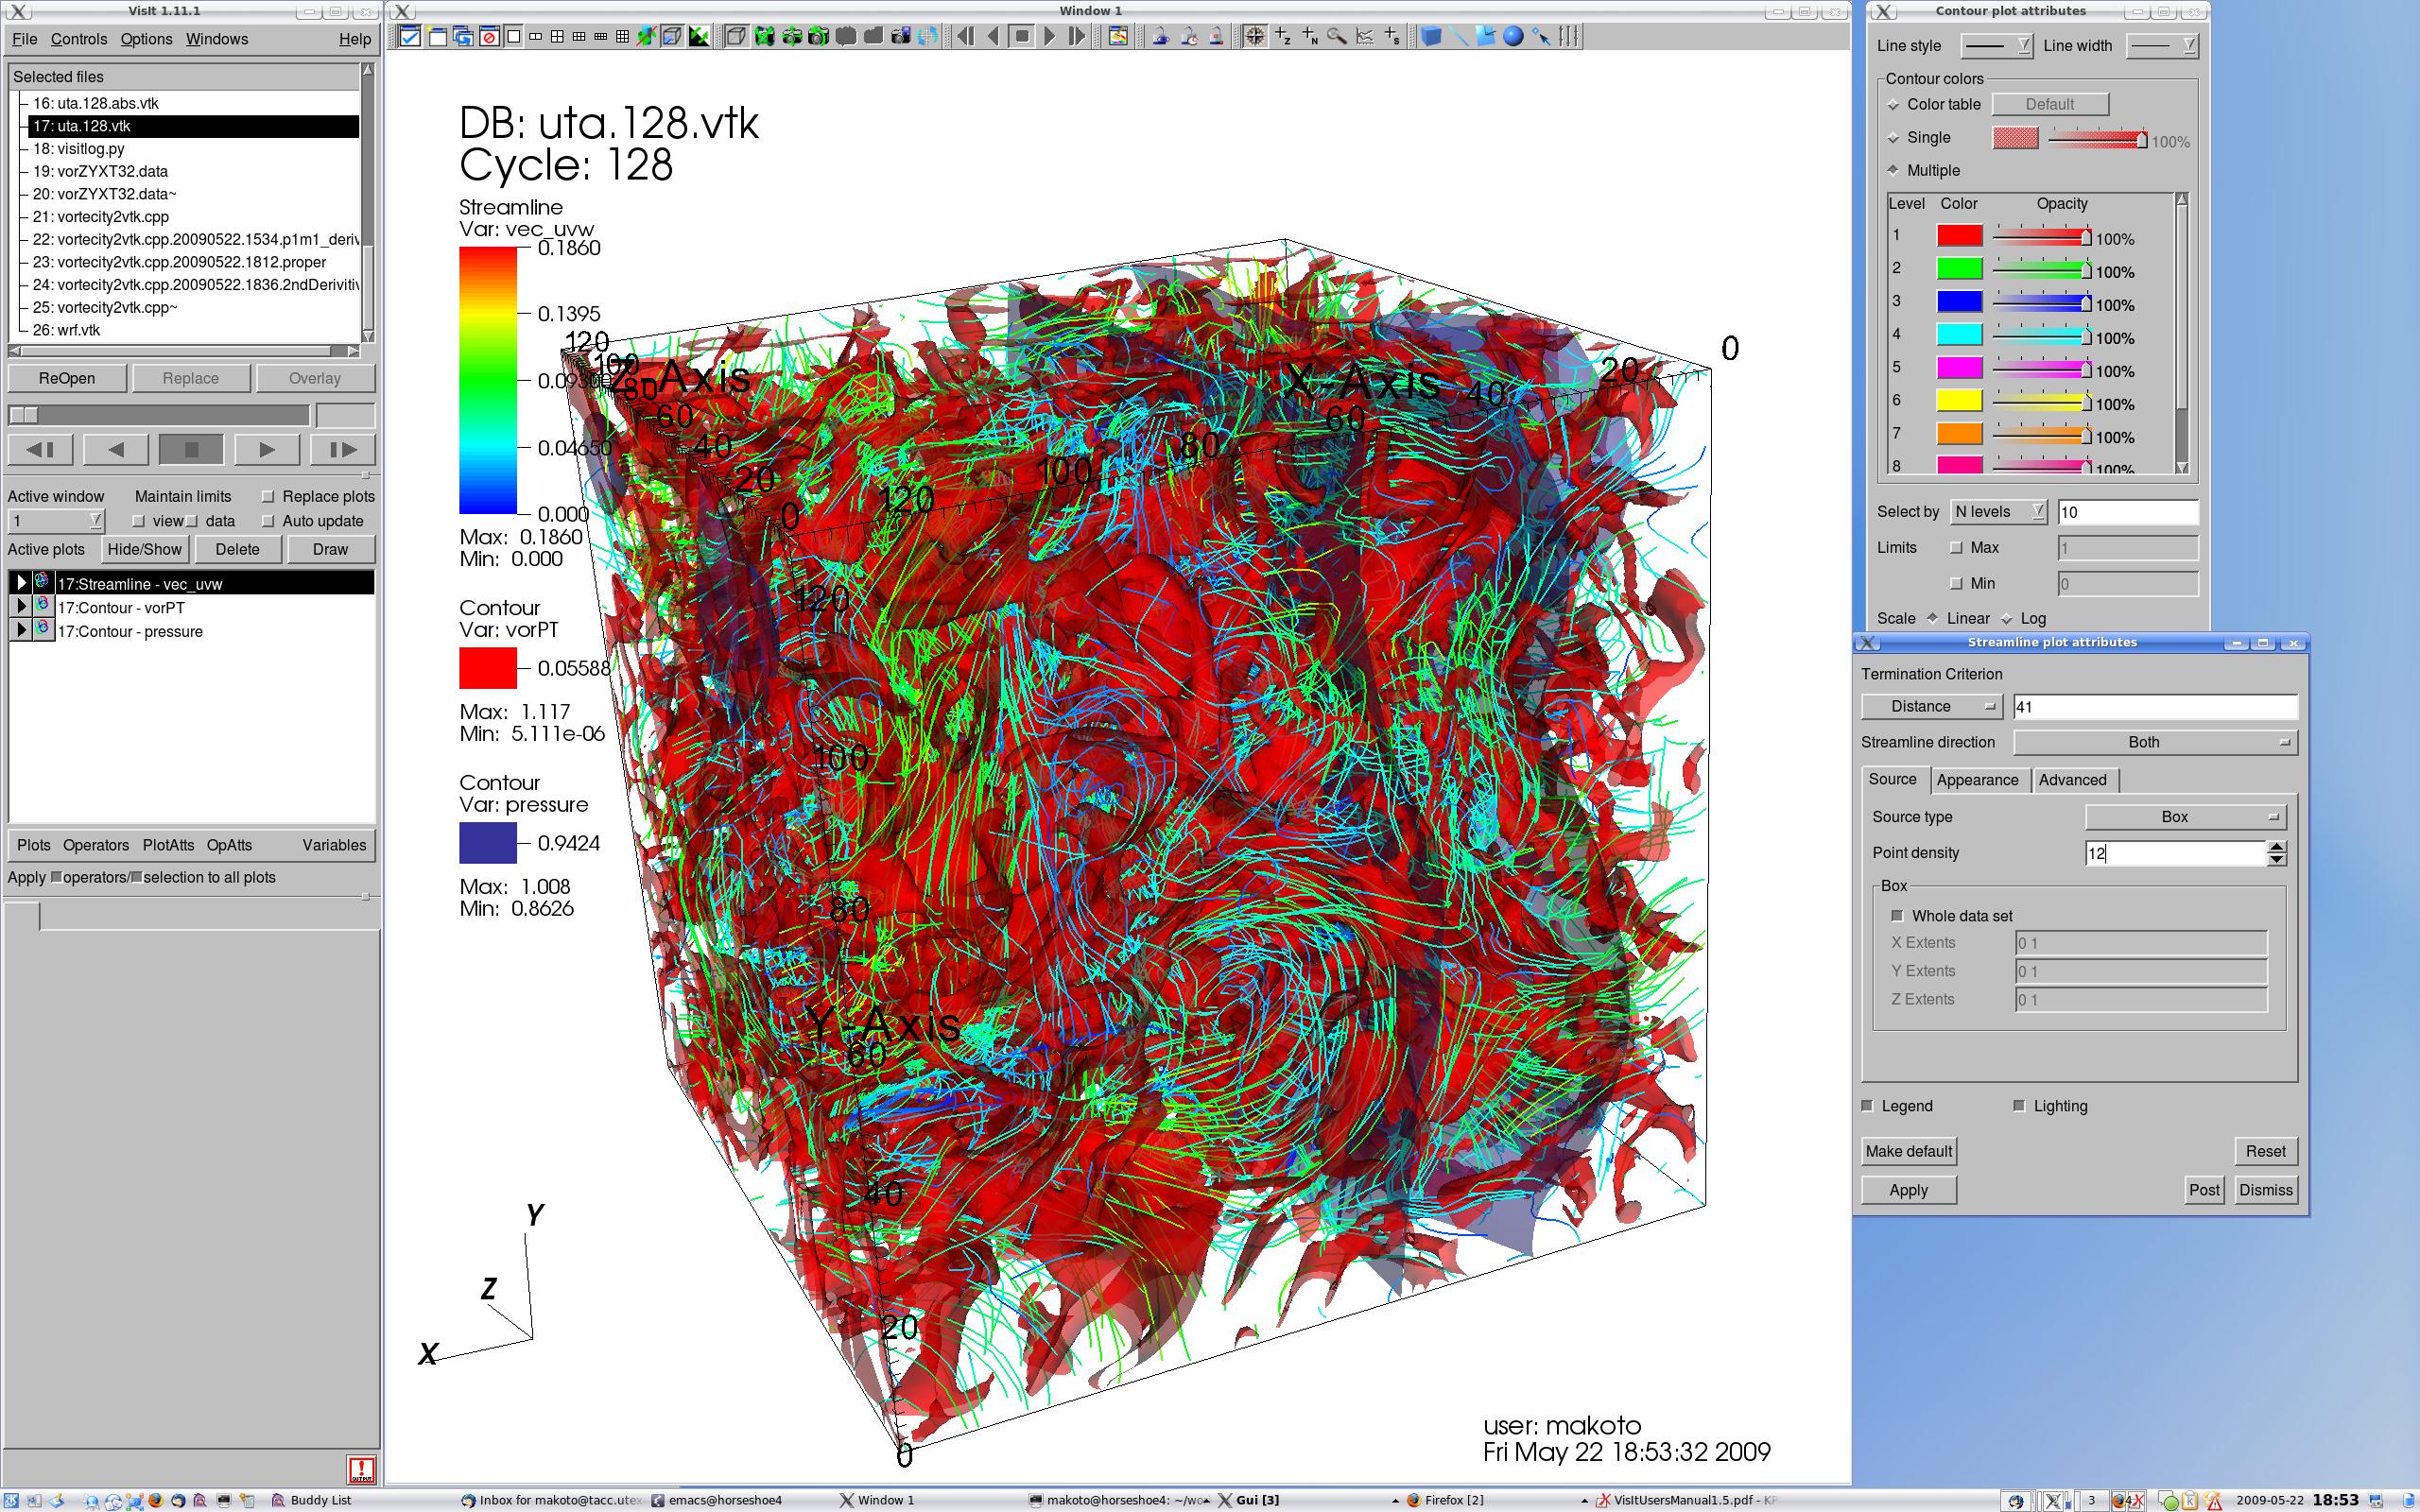 VisIt 1.11.1
File Controls Options Windows Help
Selected files
16: uta.128.abs.vtk
17: uta.128.vtk
18: visitlog.py
19: vorZYXT32.data
20: vorZYXT32.data~
21: vortecity2vtk.cpp
22: vortecity2vtk.cpp.20090522.1534.p1m1_deriv
23: vortecity2vtk.cpp.20090522.1812.proper
24: vortecity2vtk.cpp.20090522.1836.2ndDerivitiv
25: vortecity2vtk.cpp~
26: wrf.vtk
ReOpen Replace Overlay
Active window Maintain limits Replace plots
1 view data Auto update
Active plots Hide/Show Delete Draw
17:Streamline - vec_uvw
17:Contour - vorPT
17:Contour - pressure
Plots Operators PlotAtts OpAtts Variables
Apply operators/ selection to all plots
Window 1
DB: uta.128.vtk
Cycle: 128
Streamline
Var: vec_uvw
0.1860
0.1395
0.04650
0.000
Max: 0.1860
Min: 0.000
Contour
Var: vorPT
0.05588
Max: 1.117
Min: 5.111e-06
Contour
Var: pressure
0.9424
Max: 1.008
Min: 0.8626
120
100
80
60
40
20
0
Z-Axis
X-Axis
0
20
40
60
80
100
120
120
100
80
Y-Axis
60
40
20
0
Y
Z
X
user: makoto
Fri May 22 18:53:32 2009
Contour plot attributes
Line style Line width
Contour colors
Color table Default
Single 100%
Multiple
Level Color Opacity
1 100%
2 100%
3 100%
4 100%
5 100%
6 100%
7 100%
8 100%
Select by N levels 10
Limits Max 1
Min 0
Scale Linear Log
Streamline plot attributes
Termination Criterion
Distance 41
Streamline direction Both
Source Appearance Advanced
Source type Box
Point density 12
Box
Whole data set
X Extents 0 1
Y Extents 0 1
Z Extents 0 1
Legend Lighting
Make default Reset
Apply Post Dismiss
Buddy List Inbox for makoto@tacc.utex emacs@horseshoe4 Window 1 makoto@horseshoe4: ~/wo Gui [3] Firefox [2] VisItUsersManual1.5.pdf - KP 3 2009-05-22 18:53